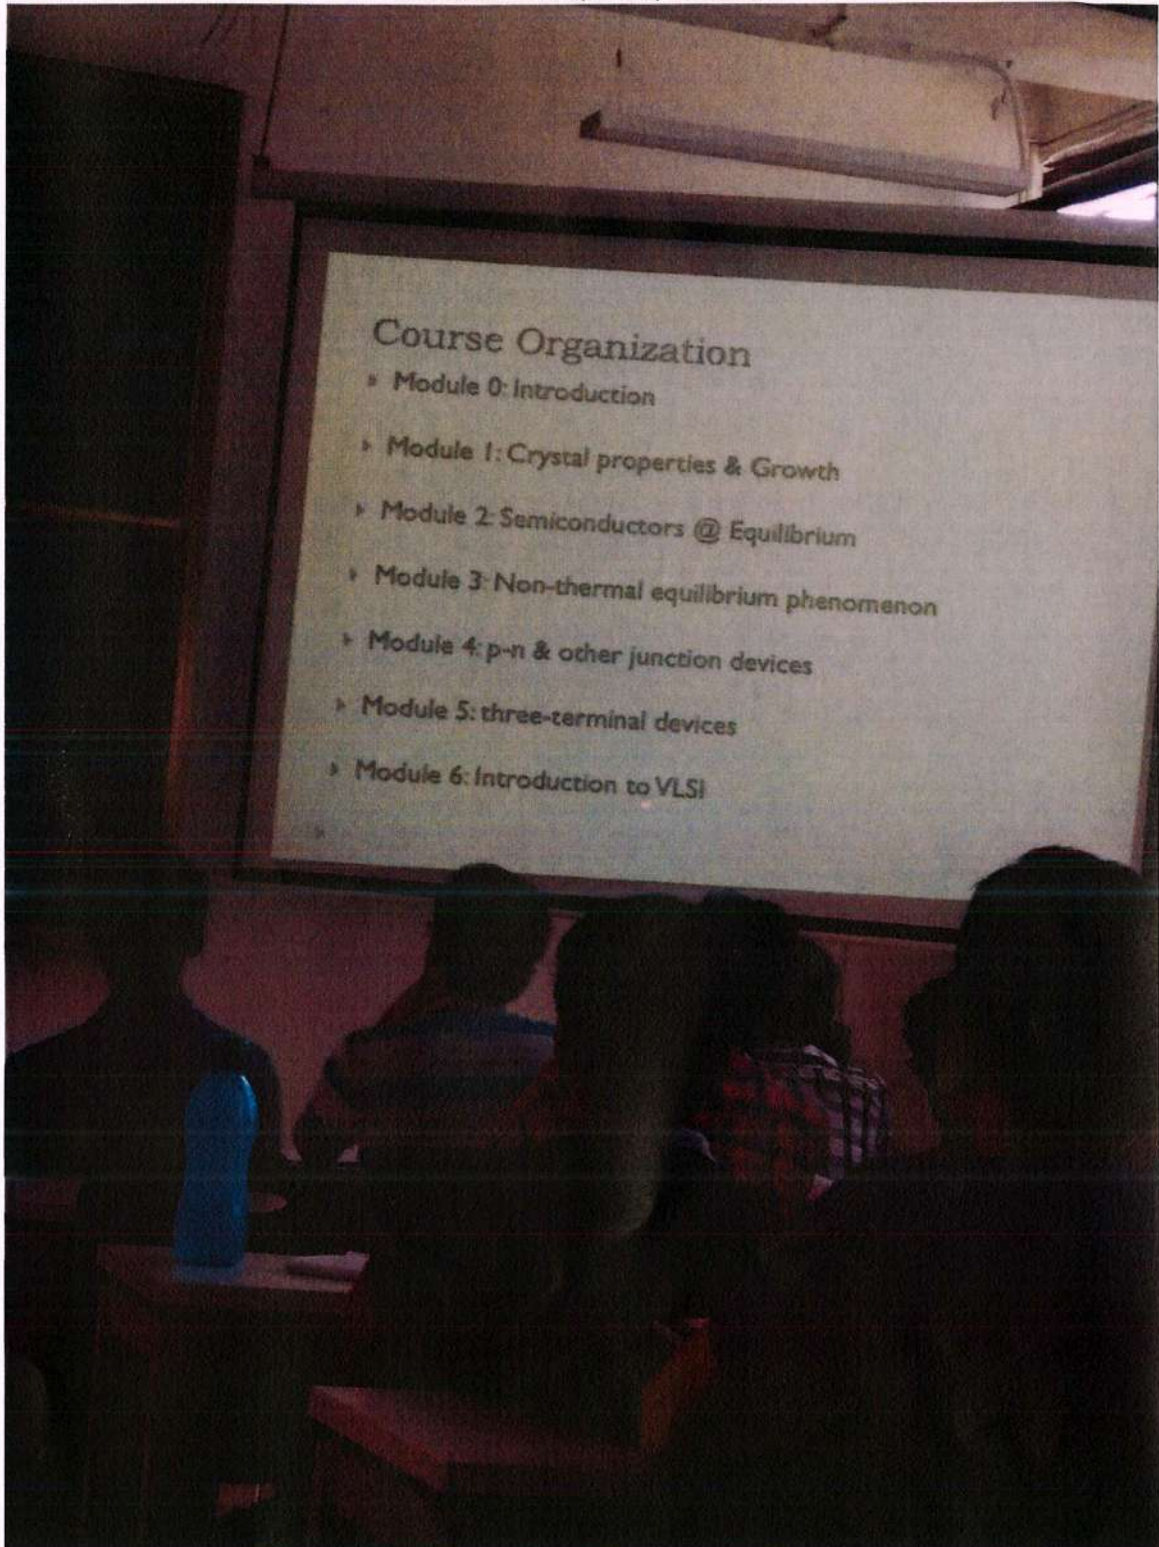 Course Organization
Module 0: Introduction
Module 1: Crystal properties & Growth
Module 2: Semiconductors @ Equilibrium
Module 3: Non-thermal equilibrium phenomenon
Module 4: p-n & other junction devices
Module 5: three-terminal devices
Module 6: Introduction to VLSI